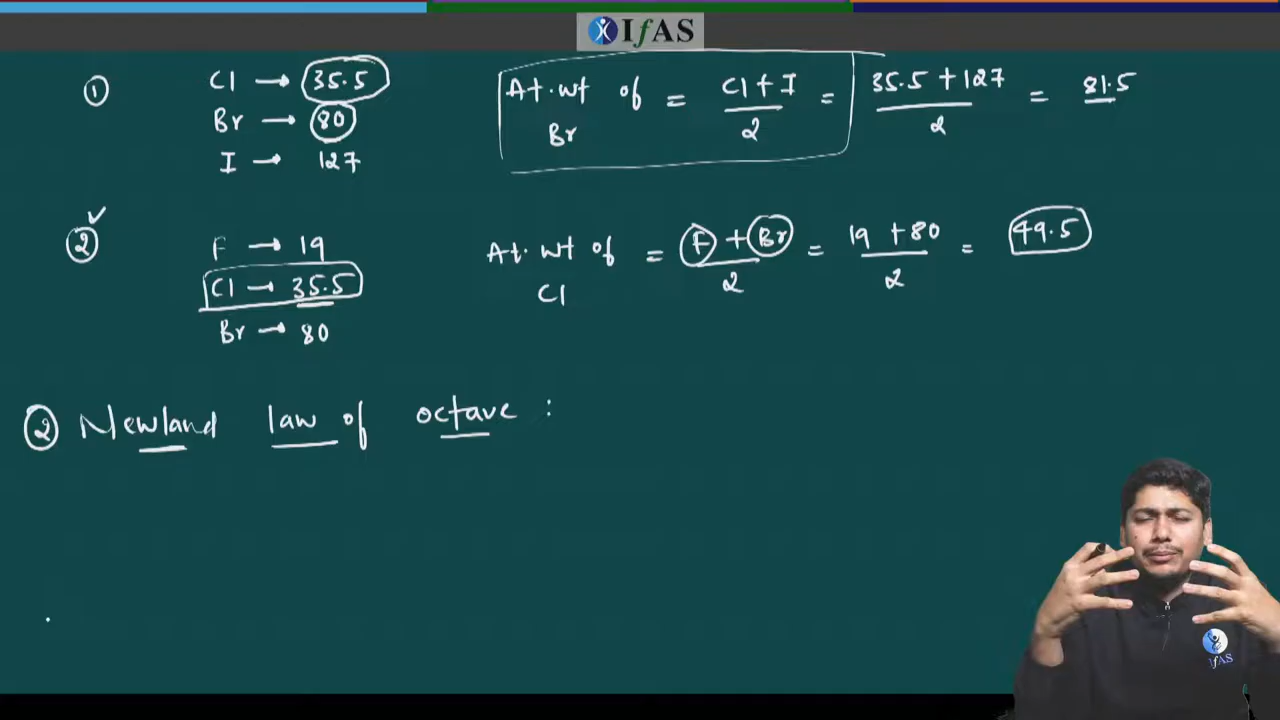 IfAS
① Cl → 35.5
Br → 80
I → 127
At. wt of Br = Cl + I / 2 = 35.5 + 127 / 2 = 81.5
② ✓
F → 19
Cl → 35.5
Br → 80
At. wt of Cl = F + Br / 2 = 19 + 80 / 2 = 49.5
② Newland law of octave :
IfAS